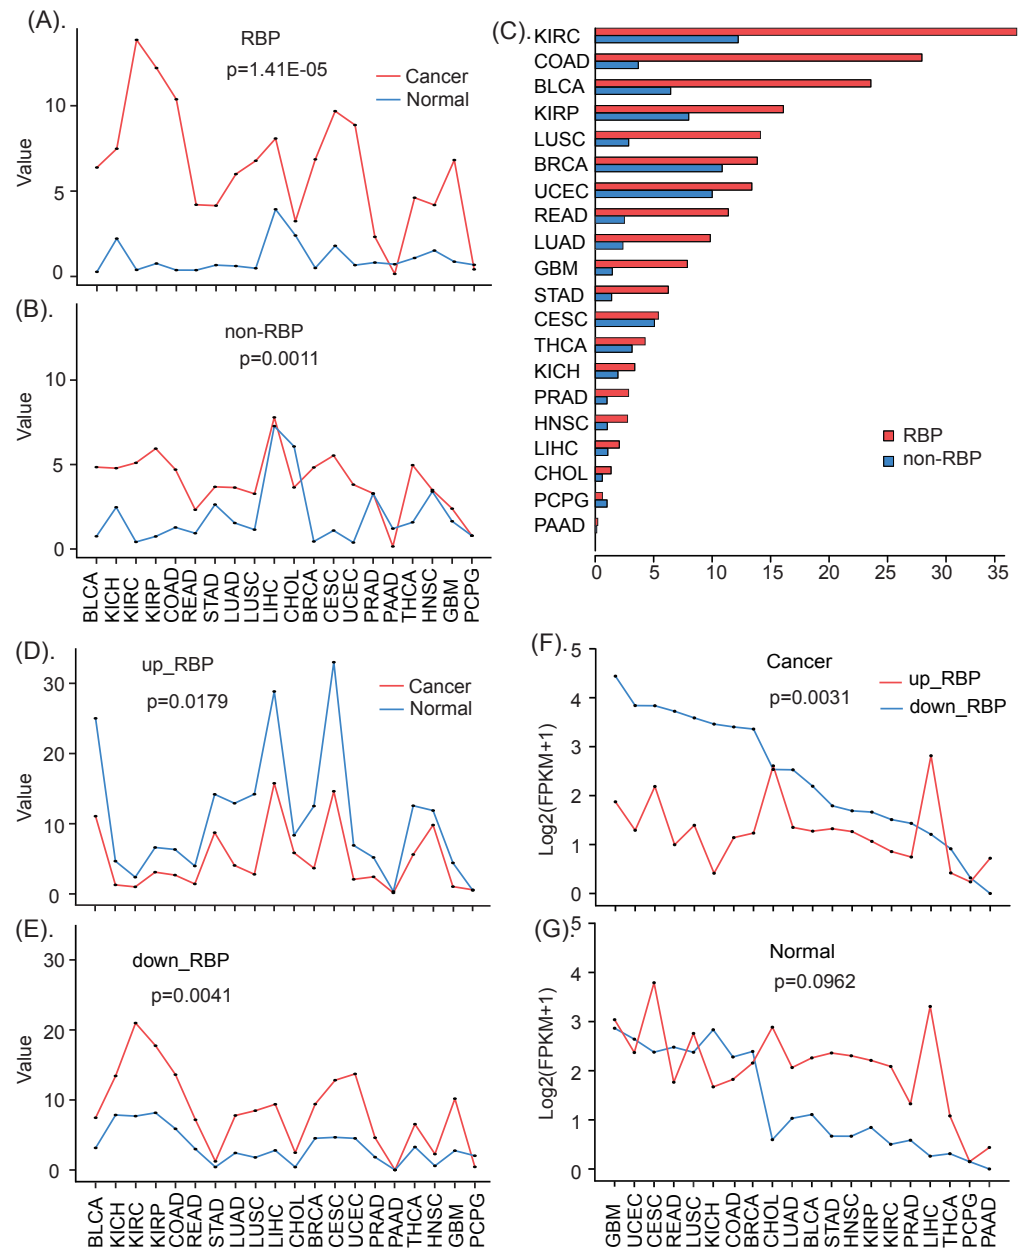 (A).
RBP
p=1.41E-05
Cancer
Normal
Value
10
5
0
(B).
non-RBP
p=0.0011
Value
10
5
0
BLCA
KICH
KIRC
KIRP
COAD
READ
STAD
LUAD
LUSC
LIHC
CHOL
BRCA
CESC
UCEC
PRAD
PAAD
THCA
HNSC
GBM
PCPG
(C).
KIRC
COAD
BLCA
KIRP
LUSC
BRCA
UCEC
READ
LUAD
GBM
STAD
CESC
THCA
KICH
PRAD
HNSC
LIHC
CHOL
PCPG
PAAD
RBP
non-RBP
0 5 10 15 20 25 30 35
(D).
up_RBP
p=0.0179
Cancer
Normal
Value
30
20
10
0
(E).
down_RBP
p=0.0041
Value
30
20
10
0
BLCA
KICH
KIRC
KIRP
COAD
READ
STAD
LUAD
LUSC
LIHC
CHOL
BRCA
CESC
UCEC
PRAD
PAAD
THCA
HNSC
GBM
PCPG
(F).
Cancer
p=0.0031
up_RBP
down_RBP
Log2(FPKM+1)
5
4
3
2
1
0
(G).
Normal
p=0.0962
Log2(FPKM+1)
5
4
3
2
1
0
GBM
UCEC
CESC
READ
LUSC
KICH
COAD
BRCA
CHOL
LUAD
BLCA
STAD
HNSC
KIRP
KIRC
PRAD
LIHC
THCA
PCPG
PAAD